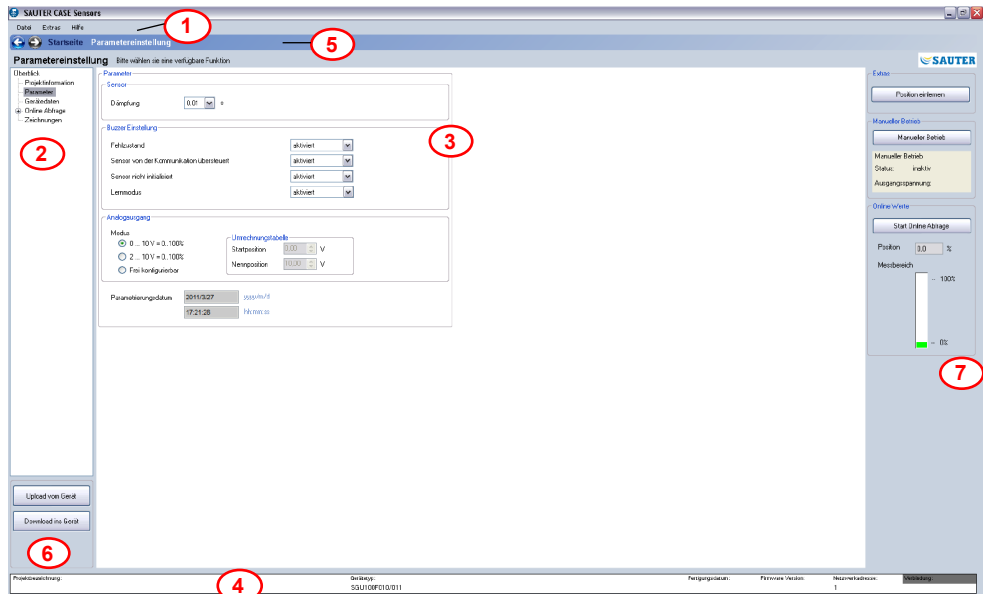 SAUTER CASE Sensors
Datei Extras Hilfe
1
Startseite Parametereinstellung
5
Parametereinstellung Bitte wählen sie eine verfügbare Funktion
SAUTER
Überblick
Projektinformation
Parameter
Gerätedaten
Online Abfrage
Zeichnungen
2
Parameter
Sensor
Dämpfung 0.01 s
Buzzer Einstellung
3
Fehlzustand aktiviert
Sensor von der Kommunikation übersteuert aktiviert
Sensor nicht initialisiert aktiviert
Lernmodus aktiviert
Analogausgang
Modus
0 ... 10 V = 0..100%
2 ... 10 V = 0..100%
Frei konfigurierbar
Umrechnungstabelle
Startposition 0,00 V
Nennposition 10,00 V
Parametrierungsdatum 2011/3/27 yyyy/m/d
17:21:28 hh:mm:ss
Extras
Position einlernen
Manueller Betrieb
Manueller Betrieb
Manueller Betrieb
Status: inaktiv
Ausgangsspannung:
Online Werte
Start Online Abfrage
Position 0,0 %
Messbereich
100%
0%
7
Upload vom Gerät
Download ins Gerät
6
Projektbezeichnung: Gerätetyp: Fertigungsdatum: Firmware Version: Netzwerkadresse: Verbindung:
4
SGU100F010/011 1